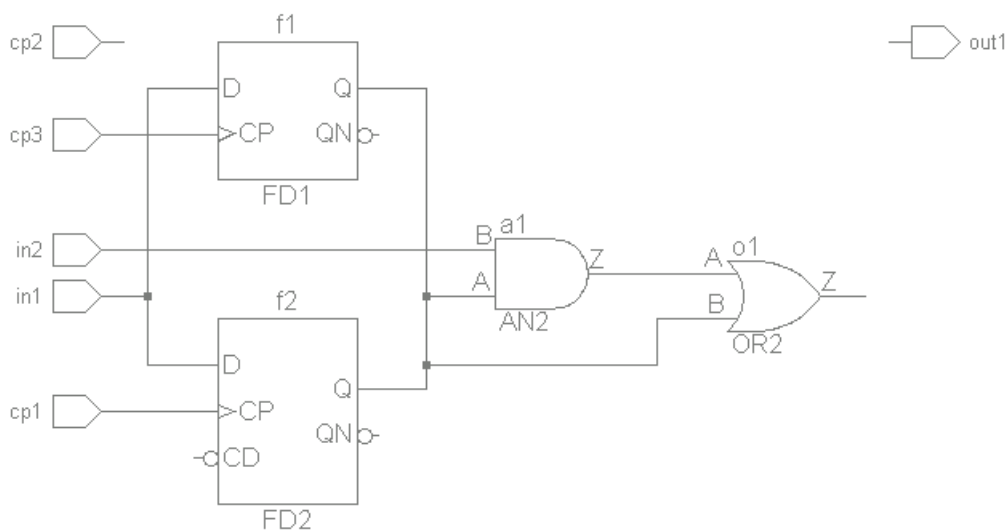 f1
cp2
out1
D
Q
cp3
CP
QN
FD1
a1
in2
B
o1
Z
A
Z
in1
A
f2
B
AN2
OR2
D
Q
cp1
CP
QN
CD
FD2